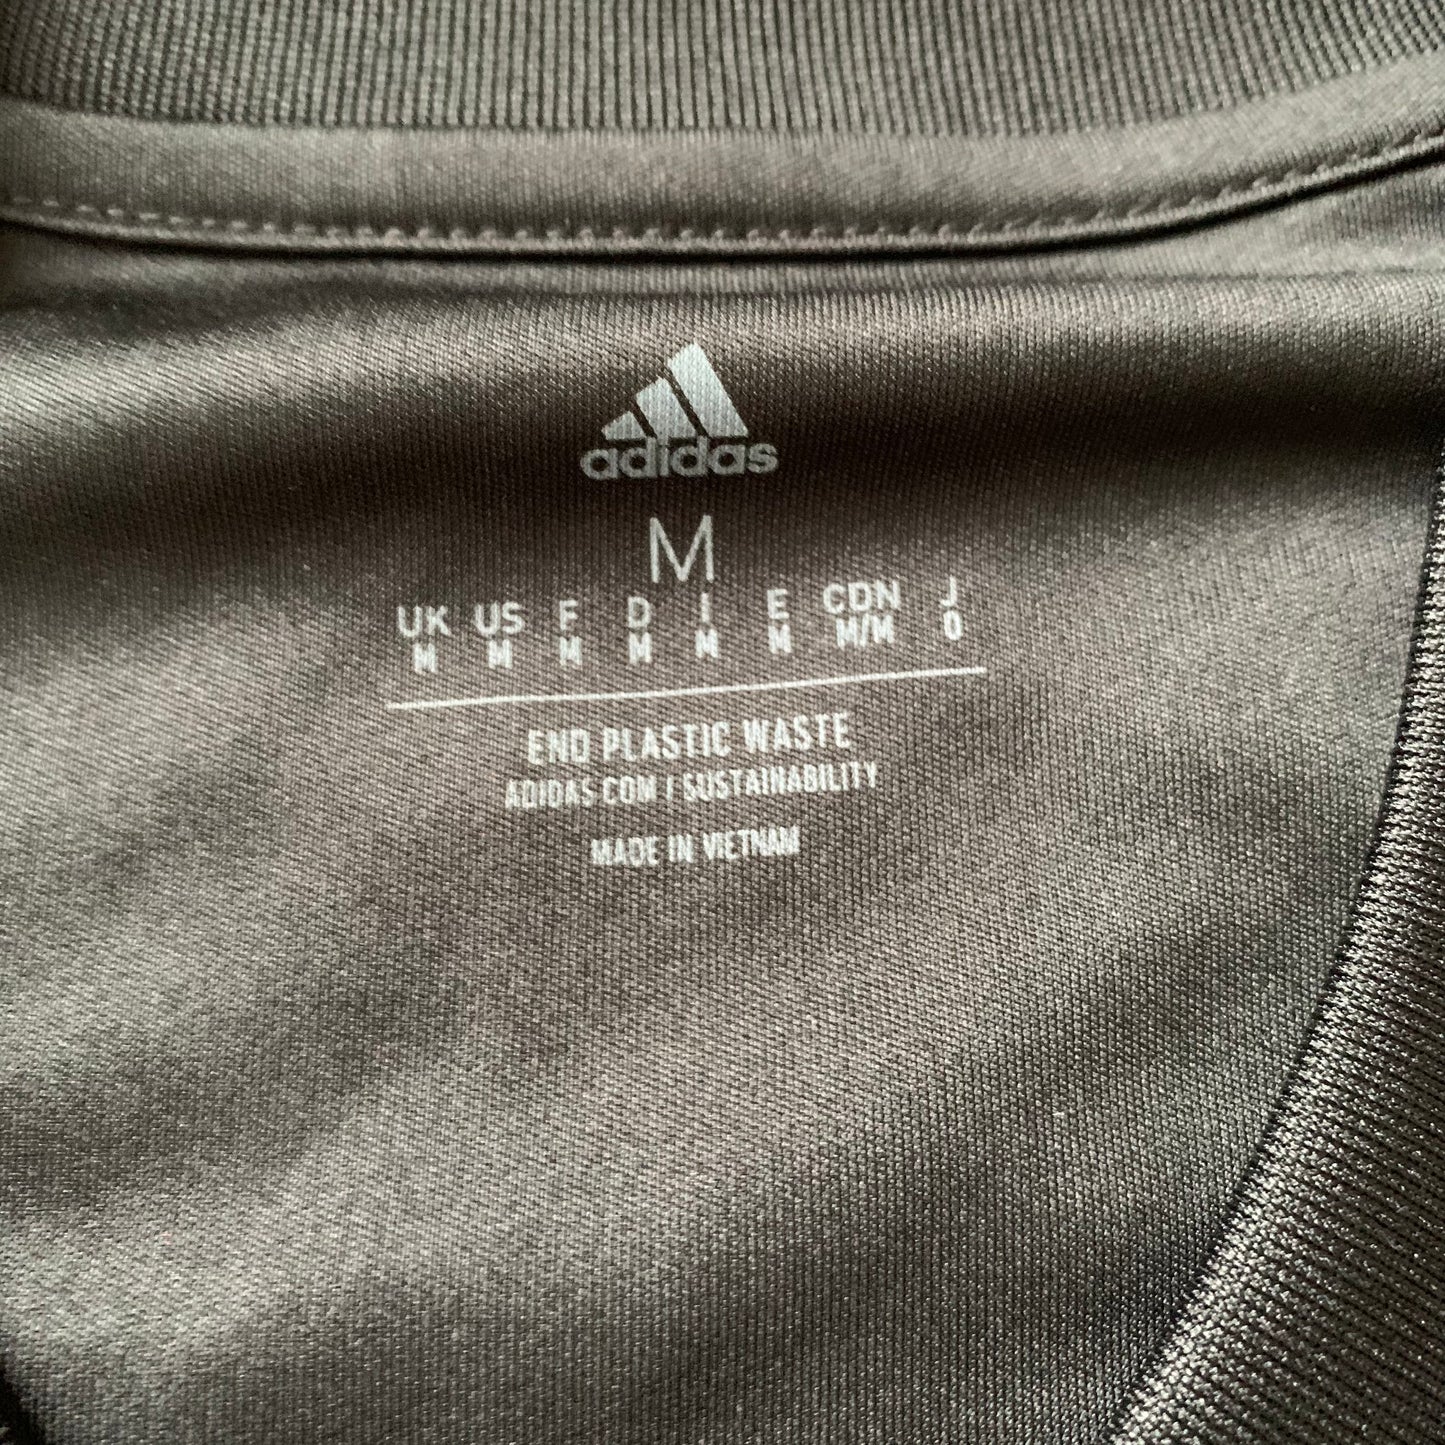 adidas
M
UK US F D I E CDN J
M M M M M M M/M O
END PLASTIC WASTE
ADIDAS.COM / SUSTAINABILITY
MADE IN VIETNAM